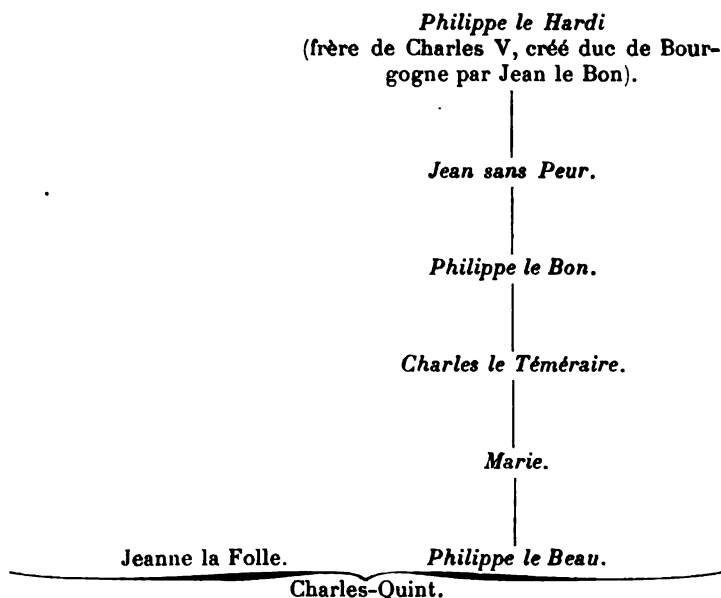 Philippe le Hardi
(frère de Charles V, créé duc de Bour-
gogne par Jean le Bon).
Jean sans Peur.
Philippe le Bon.
Charles le Téméraire.
Marie.
Jeanne la Folle. Philippe le Beau.
Charles-Quint.